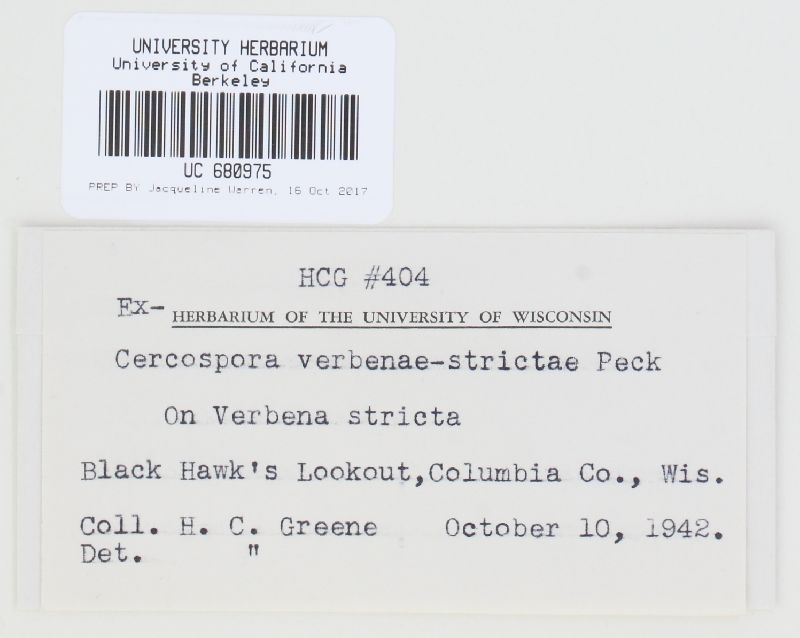 UNIVERSITY HERBARIUM
University of California
Berkeley
UC 680975
PREP BY Jacqueline Warren, 16 Oct 2017
HCG #404
Ex- HERBARIUM OF THE UNIVERSITY OF WISCONSIN
Cercospora verbenae-strictae Peck
On Verbena stricta
Black Hawk's Lookout,Columbia Co., Wis.
Coll. H. C. Greene October 10, 1942.
Det. "